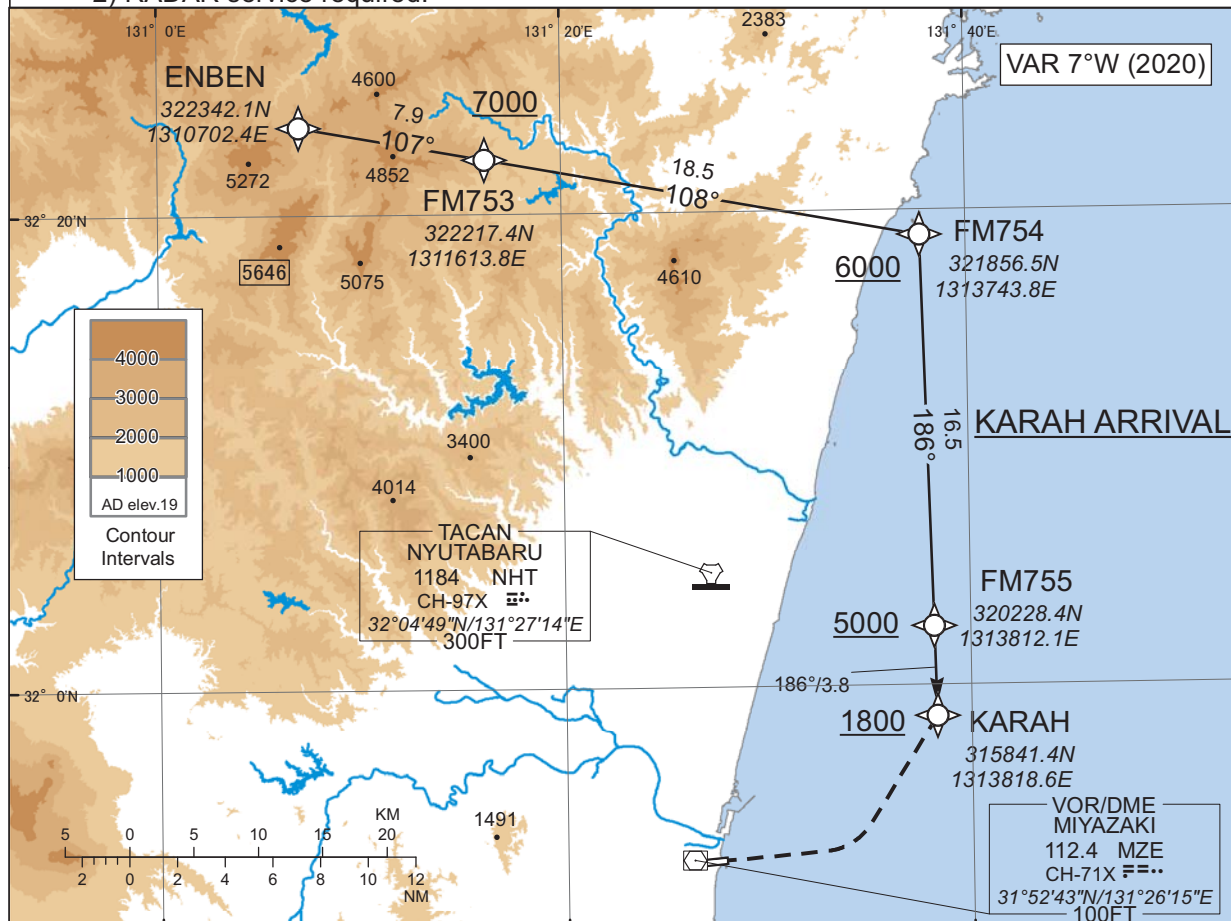 2) RADAR service required.
131° 0'E
131° 20'E
131° 40'E
2383
VAR 7°W (2020)
ENBEN
322342.1N
1310702.4E
4600
7.9
107°
7000
5272
4852
FM753
322217.4N
1311613.8E
18.5
108°
32° 20'N
5646
5075
4610
FM754
321856.5N
1313743.8E
6000
4000
3000
2000
1000
AD elev.19
Contour
Intervals
16.5
186°
KARAH ARRIVAL
3400
4014
TACAN
NYUTABARU
1184 NHT
CH-97X
32°04'49"N/131°27'14"E
300FT
FM755
320228.4N
1313812.1E
5000
32° 0'N
186°/3.8
1800
KARAH
315841.4N
1313818.6E
1491
KM
5 0 5 10 15 20
2 0 2 4 6 8 10 12
NM
VOR/DME
MIYAZAKI
112.4 MZE
CH-71X
31°52'43"N/131°26'15"E
100FT